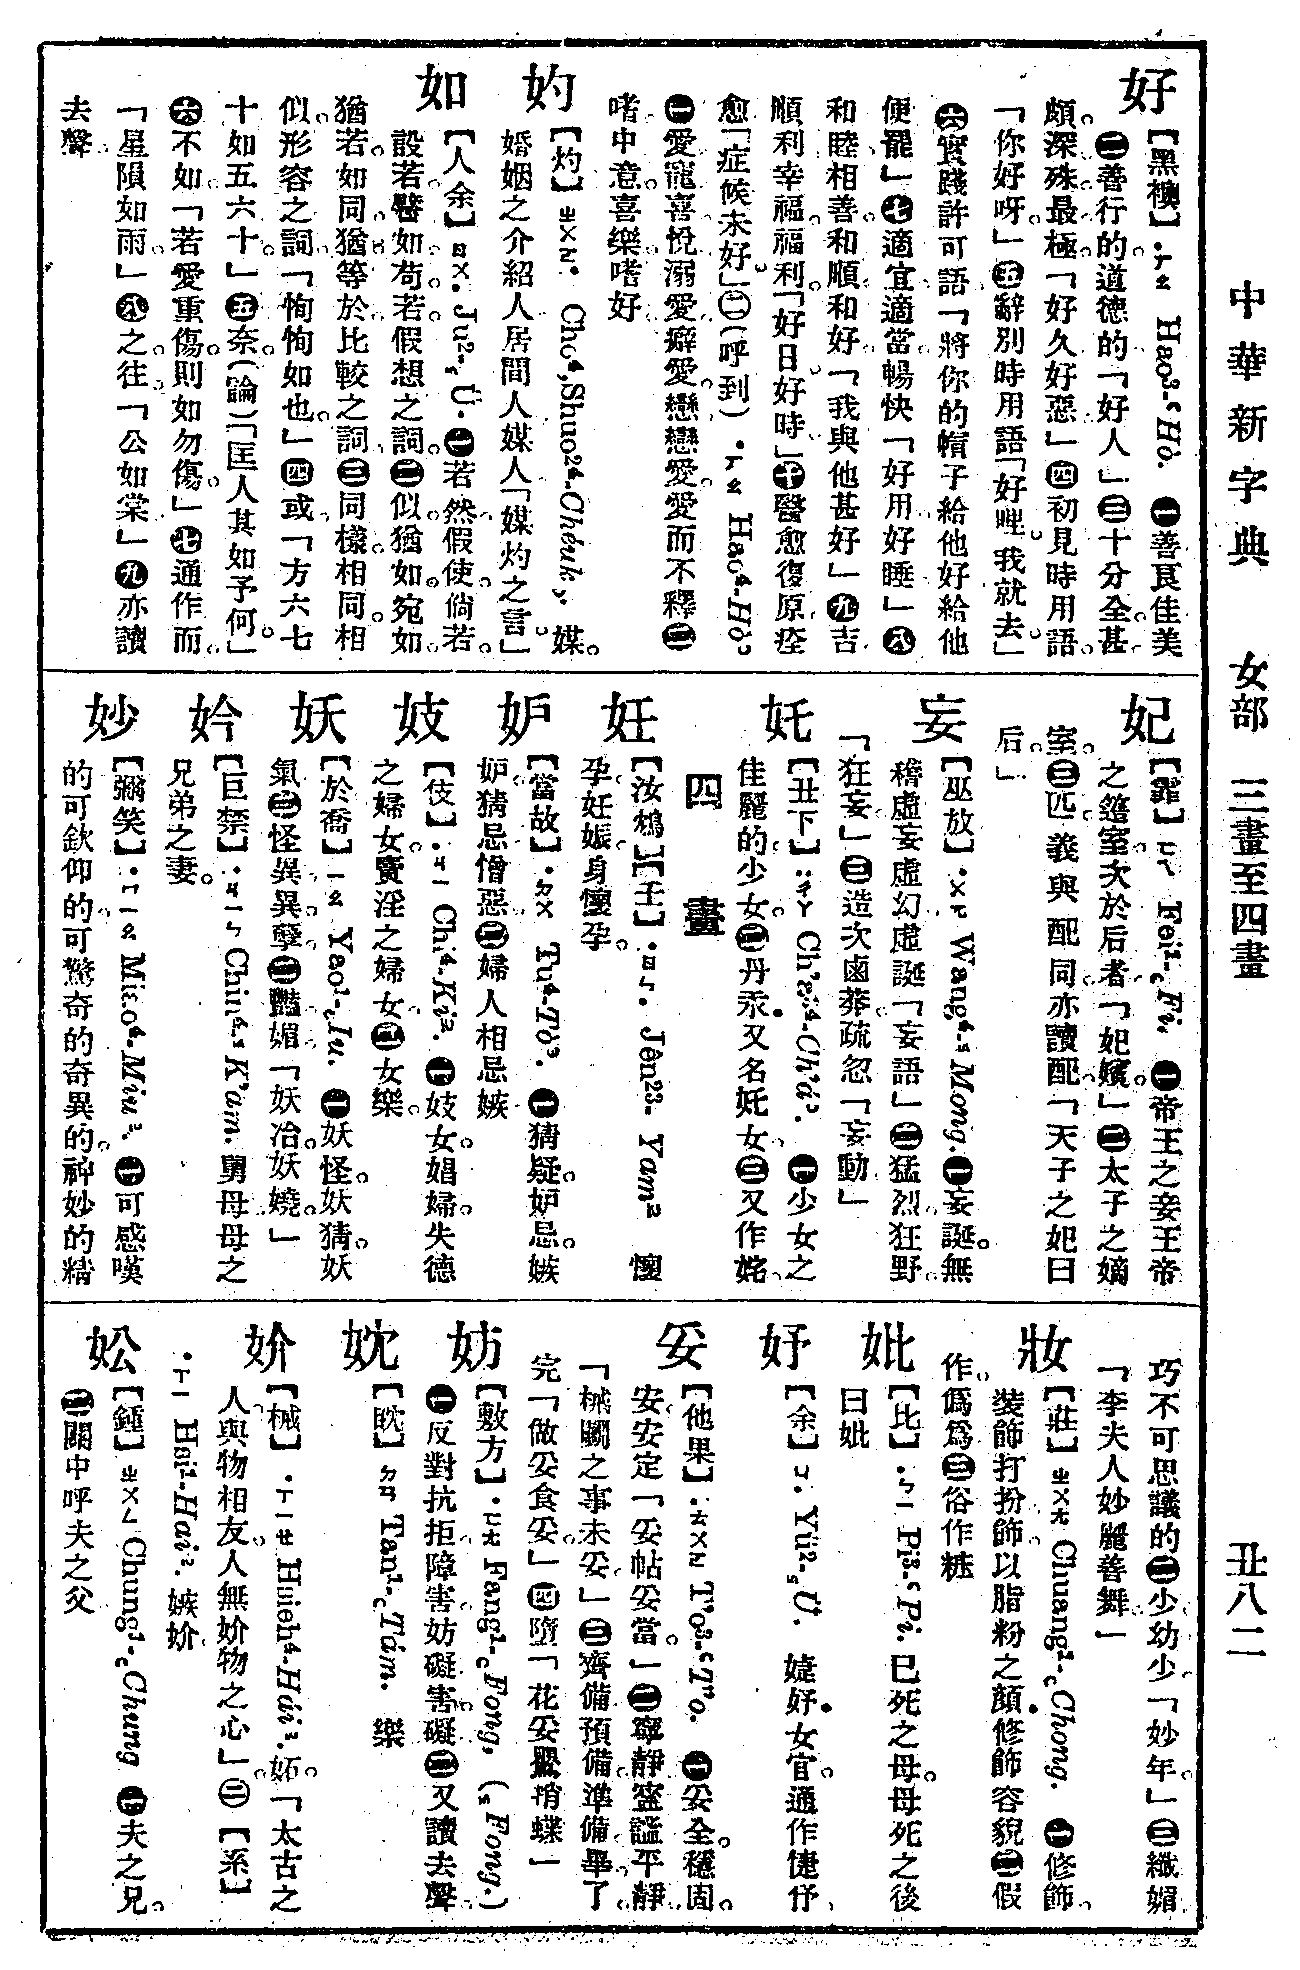 中華新字典　女部　三畫至四畫　丑八二
好【黑襖】・ㄏㄠ Hao³-ʿHò. ㊀善良佳美
㊁善行的道德的「好人」㊂十分全甚
頗深殊最極「好久好惡」㊃初見時用語
「你好呀」㊄辭別時用語「好哩我就去」
㊅實踐許可語「將你的帽子給他好給他
便罷」㊆適宜適當暢快「好用好睡」㊇
和睦相善和順和好「我與他甚好」㊈吉
順利幸福福利「好日好時」㊉醫愈復原痊
愈「症候未好」㊁(呼到)・ㄏㄠ Hao⁴-Hò³
㊀愛寵喜悅溺愛癖愛戀戀愛愛而不釋㊁
嗜中意喜樂嗜好
妁【灼】ㄓㄨㄛ・ Cho⁴,Shuo²⁴-Chéuk, 媒
婚姻之介紹人居間人媒人「媒妁之言」
如【人余】ㄖㄨ. Ju²-Ü. ㊀若然假使倘若
設若譬如苟若假想之詞㊁似猶如宛如
猶若如同猶等於比較之詞㊂同樣相同相
似形容之詞「恂恂如也」㊃或「方六七
十如五六十」㊄奈(論)「匡人其如予何」
㊅不如「若愛重傷則如勿傷」㊆通作而
「星隕如雨」㊇之往「公如棠」㊈亦讀
去聲
妃【霏】ㄈㄟ Fei¹-Fi. ㊀帝王之妾王帝
之簉室次於后者「妃嬪」㊁太子之嫡
室㊂匹義與配同亦讀配「天子之妃曰
后」
妄【巫放】・ㄨㄤ Wang⁴-Mong. ㊀妄誕無
稽虛妄虛幻虛誕「妄語」㊁猛烈狂野
「狂妄」㊂造次鹵莽疏忽「妄動」
奼【丑下】:ㄔㄚ Ch'a⁴-Ch'á³. ㊀少女之
佳麗的少女㊁丹汞又名奼女㊂又作姹
四畫
妊【汝鴆】【壬】・ㄖㄣ. Jên²³-Yam² 懷
孕妊娠身懷孕
妒【當故】・ㄉㄨ Tu⁴-Tò³. ㊀猜疑妒忌嫉
妒猜忌憎惡㊁婦人相忌嫉
妓【伎】・ㄐㄧ Chi⁴-Ki². ㊀妓女娼婦失德
之婦女賣淫之婦女㊁女樂
妖【於喬】ㄧㄠ Yao¹-Iu. ㊀妖怪妖猜妖
氣㊁怪異異孽㊂豔媚「妖冶妖嬈」
妗【巨禁】・ㄐㄧㄣ Chin⁴-K'ám. 舅母母之
兄弟之妻
妙【彌笑】・ㄇㄧㄠ Miao⁴-Miu². ㊀可感嘆
的可欽仰的可驚奇的奇異的神妙的精
巧不可思議的㊁少幼少「妙年」㊂纖媚
「李夫人妙麗善舞」
妝【莊】ㄓㄨㄤ Chuang¹-Chong. ㊀修飾
裝飾打扮飾以脂粉之顏修飾容貌㊁假
作僞爲㊂俗作粧
妣【比】・ㄅㄧ Pi³-ʿPi. 已死之母母死之後
曰妣
妤【余】ㄩ. Yü²-Ü. 婕妤女官通作倢伃
妥【他果】:ㄊㄨㄛ T'o³-ʿT'o. ㊀妥全穩固
安安定「妥帖妥當」㊁寧靜謐平靜
「械闘之事未妥」㊂齊備預備準備畢了
完「做妥食妥」㊃墮「花妥鸎捎蝶」
妨【敷方】・ㄈㄤ Fang¹-Fong, (Fong.)
㊀反對抗拒障害妨礙害礙㊁又讀去聲
妉【眈】ㄉㄢ Tan¹-Tám. 樂
妎【械】・ㄒㄧㄝ Hsieh⁴-Hái². 妬「太古之
人與物相友人無妎物之心」㊁【系】
・ㄒㄧ Hai¹-Hai². 嫉妎
妐【鍾】ㄓㄨㄥ Chung¹-Chung ㊀夫之兄
㊁關中呼夫之父